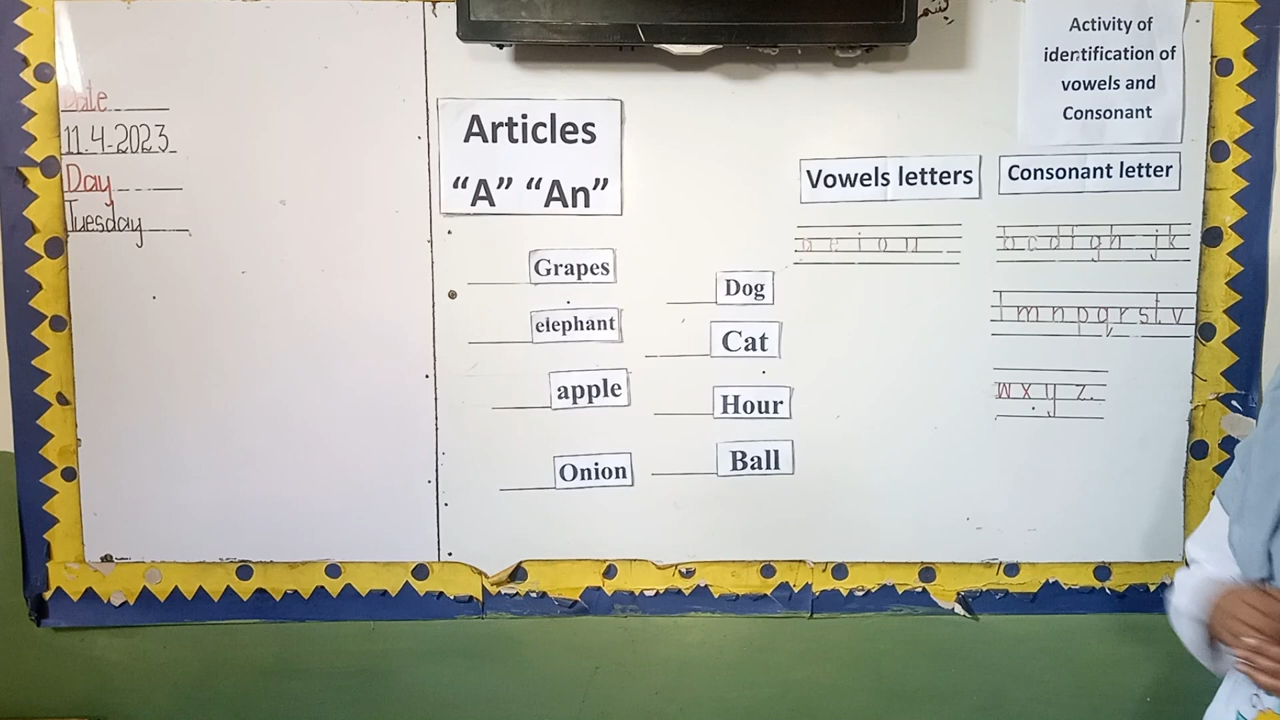 Date
11.4-2023
Day
Tuesday
Articles
“A” “An”
Grapes
elephant
apple
Onion
Dog
Cat
Hour
Ball
Activity of
identification of
vowels and
Consonant
Vowels letters
a e i o u
Consonant letter
b c d f g h j k
l m n p q r s t v
w x y z.